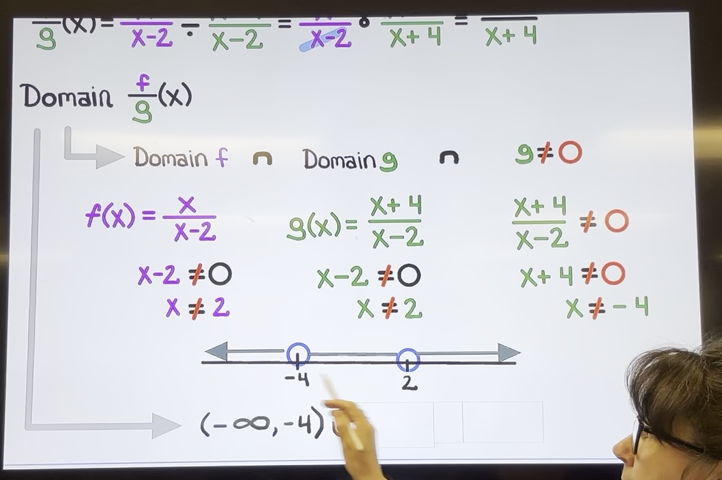 g(x)= x-2 ÷ x-2 = x-2 ∘ x+4 = x+4
Domain f/g(x)
Domain f ∩ Domain g ∩ g≠0
f(x)= x/x-2 g(x)= x+4/x-2 x+4/x-2 ≠ 0
x-2≠0 x-2≠0 x+4≠0
x≠2 x≠2 x≠-4
-4 2
(-∞,-4)